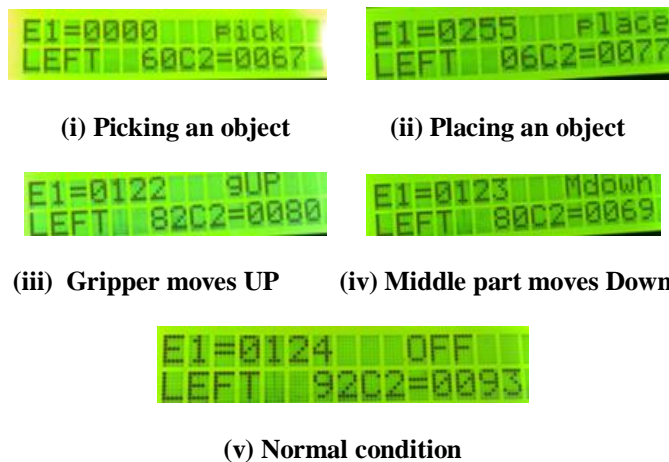 E1=0000 pick
LEFT 60C2=0067
E1=0255 place
LEFT 06C2=007
(i) Picking an object
(ii) Placing an object
E1=0122 gUP
LEFT 82C2=0080
E1=0123 Mdown
LEFT 80C2=0069
(iii) Gripper moves UP
(iv) Middle part moves Down
E1=0124 OFF
LEFT 92C2=0093
(v) Normal condition